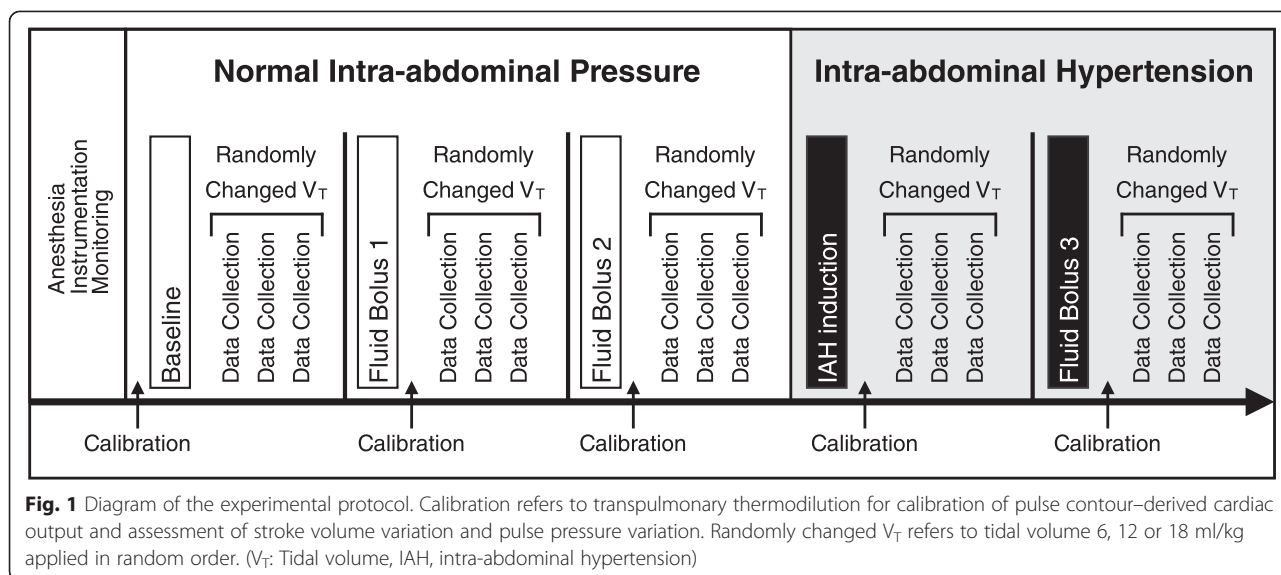 Normal Intra-abdominal Pressure
Intra-abdominal Hypertension
Anesthesia
Instrumentation
Monitoring
Baseline
Randomly
Changed VT
Data Collection
Data Collection
Data Collection
Fluid Bolus 1
Randomly
Changed VT
Data Collection
Data Collection
Data Collection
Fluid Bolus 2
Randomly
Changed VT
Data Collection
Data Collection
Data Collection
IAH induction
Randomly
Changed VT
Data Collection
Data Collection
Data Collection
Fluid Bolus 3
Randomly
Changed VT
Data Collection
Data Collection
Data Collection
Calibration
Calibration
Calibration
Calibration
Calibration
Fig. 1 Diagram of the experimental protocol. Calibration refers to transpulmonary thermodilution for calibration of pulse contour–derived cardiac
output and assessment of stroke volume variation and pulse pressure variation. Randomly changed VT refers to tidal volume 6, 12 or 18 ml/kg
applied in random order. (VT: Tidal volume, IAH, intra-abdominal hypertension)